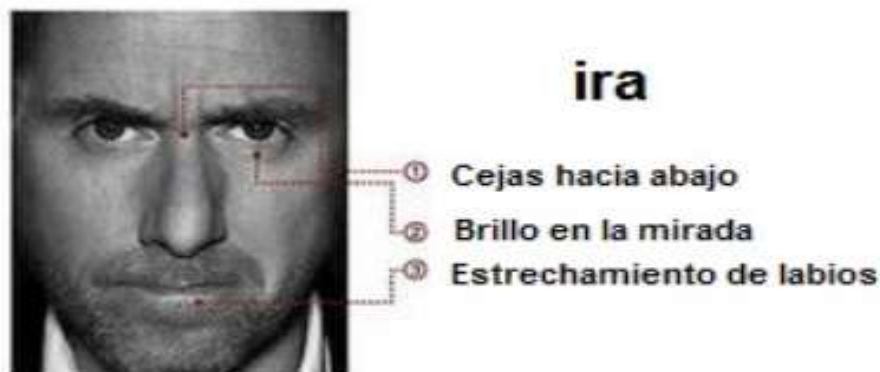 ira
① Cejas hacia abajo
② Brillo en la mirada
③ Estrechamiento de labios